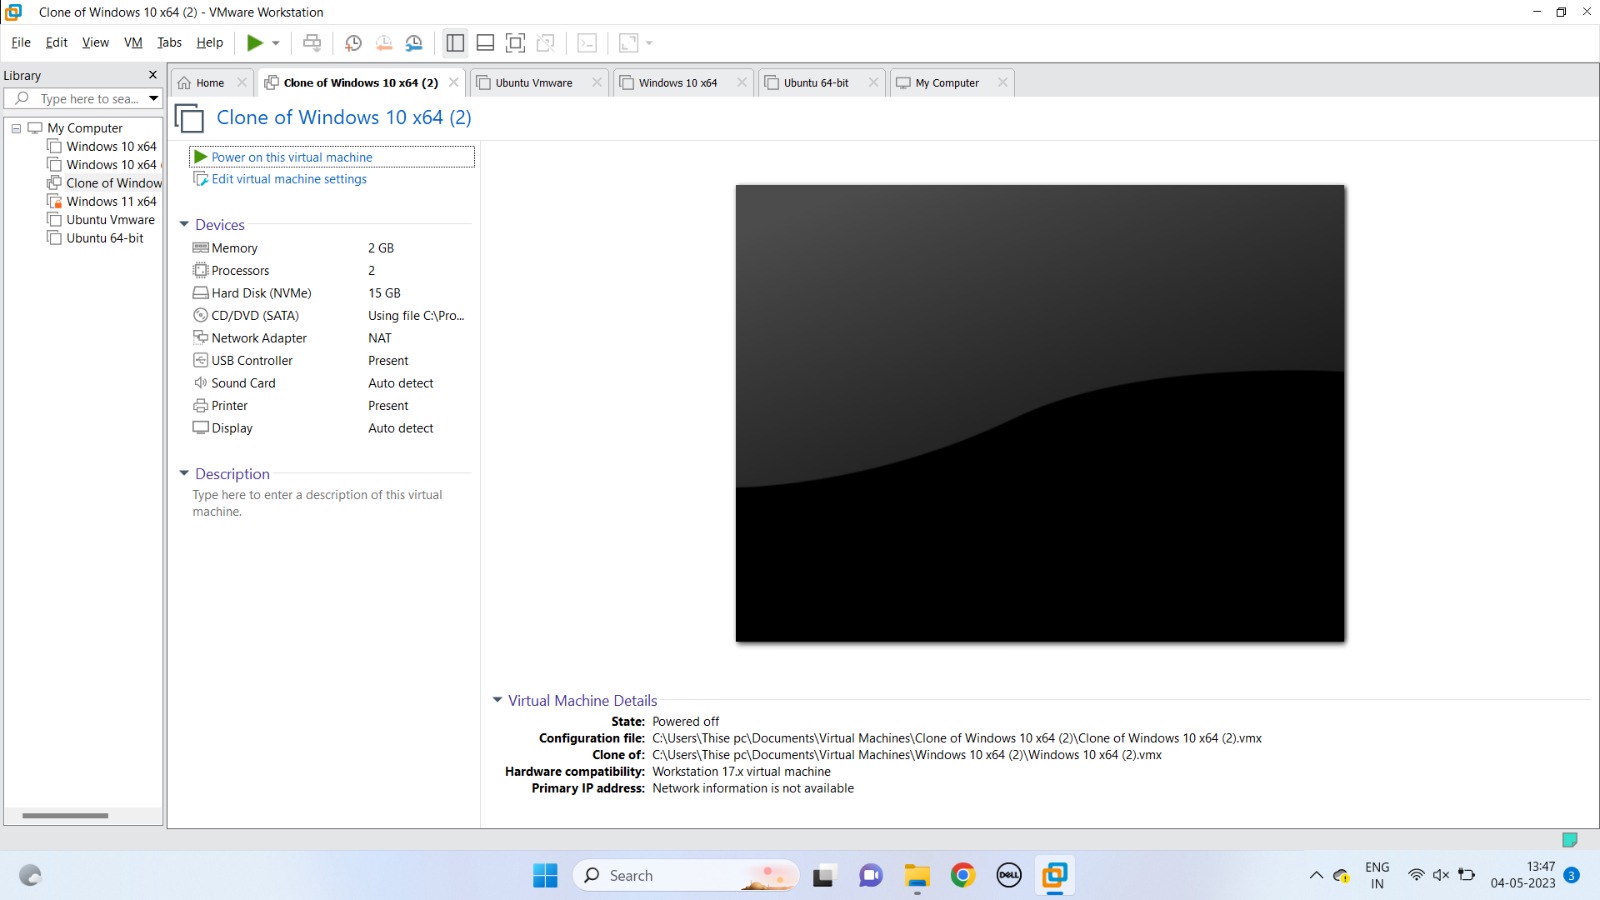 Clone of Windows 10 x64 (2) - VMware Workstation
File Edit View VM Tabs Help
Library
Type here to sea...
My Computer
Windows 10 x64
Windows 10 x64
Clone of Window
Windows 11 x64
Ubuntu Vmware
Ubuntu 64-bit
Home
Clone of Windows 10 x64 (2)
Ubuntu Vmware
Windows 10 x64
Ubuntu 64-bit
My Computer
Clone of Windows 10 x64 (2)
Power on this virtual machine
Edit virtual machine settings
Devices
Memory 2 GB
Processors 2
Hard Disk (NVMe) 15 GB
CD/DVD (SATA) Using file C:\Pro...
Network Adapter NAT
USB Controller Present
Sound Card Auto detect
Printer Present
Display Auto detect
Description
Type here to enter a description of this virtual
machine.
Virtual Machine Details
State: Powered off
Configuration file: C:\Users\Thise pc\Documents\Virtual Machines\Clone of Windows 10 x64 (2)\Clone of Windows 10 x64 (2).vmx
Clone of: C:\Users\Thise pc\Documents\Virtual Machines\Windows 10 x64 (2)\Windows 10 x64 (2).vmx
Hardware compatibility: Workstation 17.x virtual machine
Primary IP address: Network information is not available
Search
DELL
ENG
IN
13:47
04-05-2023
3